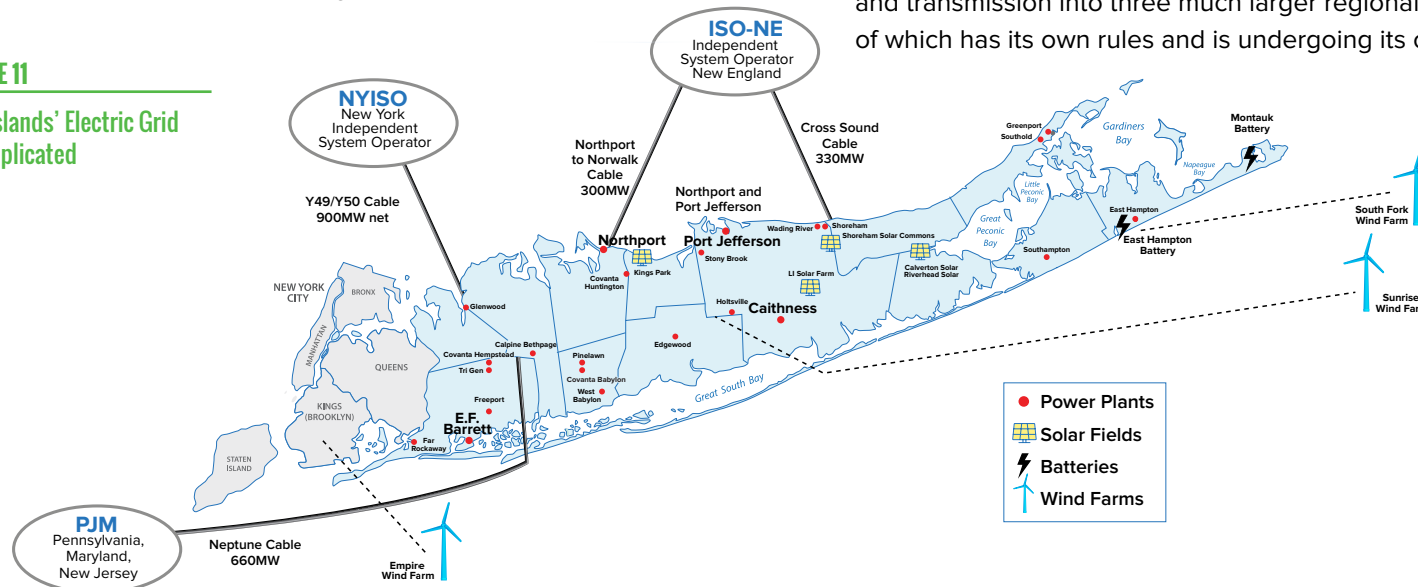 and transmission into three much larger regional
of which has its own rules and is undergoing its
E 11
slands' Electric Grid
plicated
ISO-NE
Independent
System Operator
New England
NYISO
New York
Independent
System Operator
Y49/Y50 Cable
900MW net
Northport
to Norwalk
Cable
300MW
Cross Sound
Cable
330MW
Northport and
Port Jefferson
Greenport
Southold
Gardiners
Bay
Montauk
Battery
Napeague
Bay
Little
Peconic
Bay
Great
Peconic
Bay
South Fork
Wind Farm
East Hampton
East Hampton
Battery
Southampton
Sunrise
Wind Far
Wading River
Shoreham
Shoreham Solar Commons
Calverton Solar
Riverhead Solar
LI Solar Farm
Northport
Port Jefferson
Stony Brook
Kings Park
Covanta
Huntington
Holtsville
Caithness
Edgewood
NEW YORK
CITY
BRONX
MANHATTAN
QUEENS
KINGS
(BROOKLYN)
STATEN
ISLAND
Glenwood
Calpine Bethpage
Covanta Hempstead
Tri Gen
Pinelawn
Covanta Babylon
West
Babylon
Freeport
E.F.
Barrett
Far
Rockaway
Great South Bay
PJM
Pennsylvania,
Maryland,
New Jersey
Neptune Cable
660MW
Empire
Wind Farm
Power Plants
Solar Fields
Batteries
Wind Farms